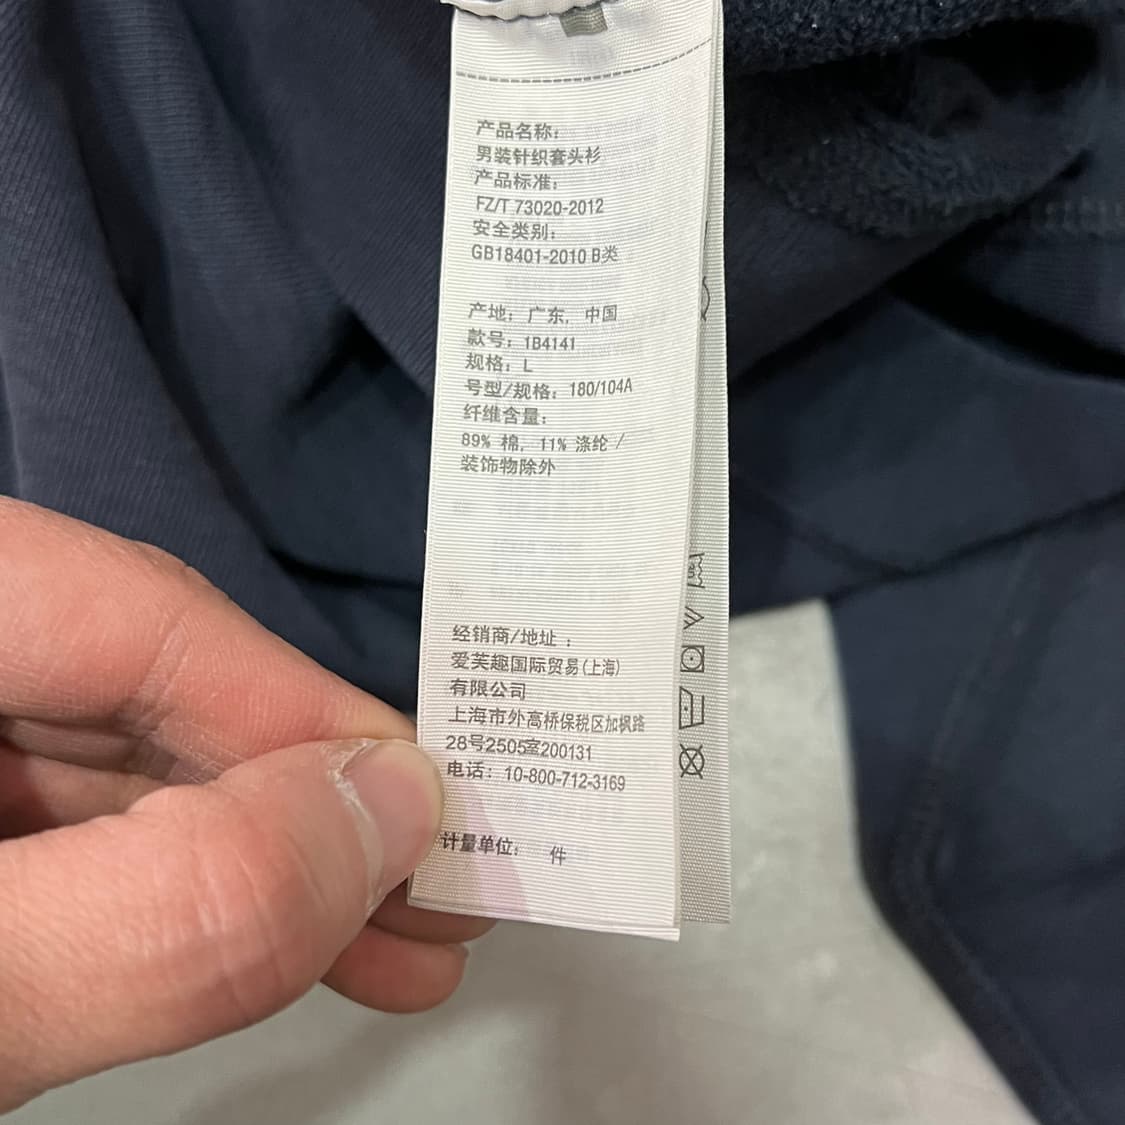 产品名称:
男装针织套头衫
产品标准:
FZ/T 73020-2012
安全类别:
GB18401-2010 B类
产地: 广东, 中国
款号: 1B4141
规格: L
号型/规格: 180/104A
纤维含量:
89% 棉, 11% 涤纶 /
装饰物除外
经销商/地址 :
爱芙趣国际贸易(上海)
有限公司
上海市外高桥保税区加枫路
28号2505室200131
电话: 10-800-712-3169
计量单位: 件